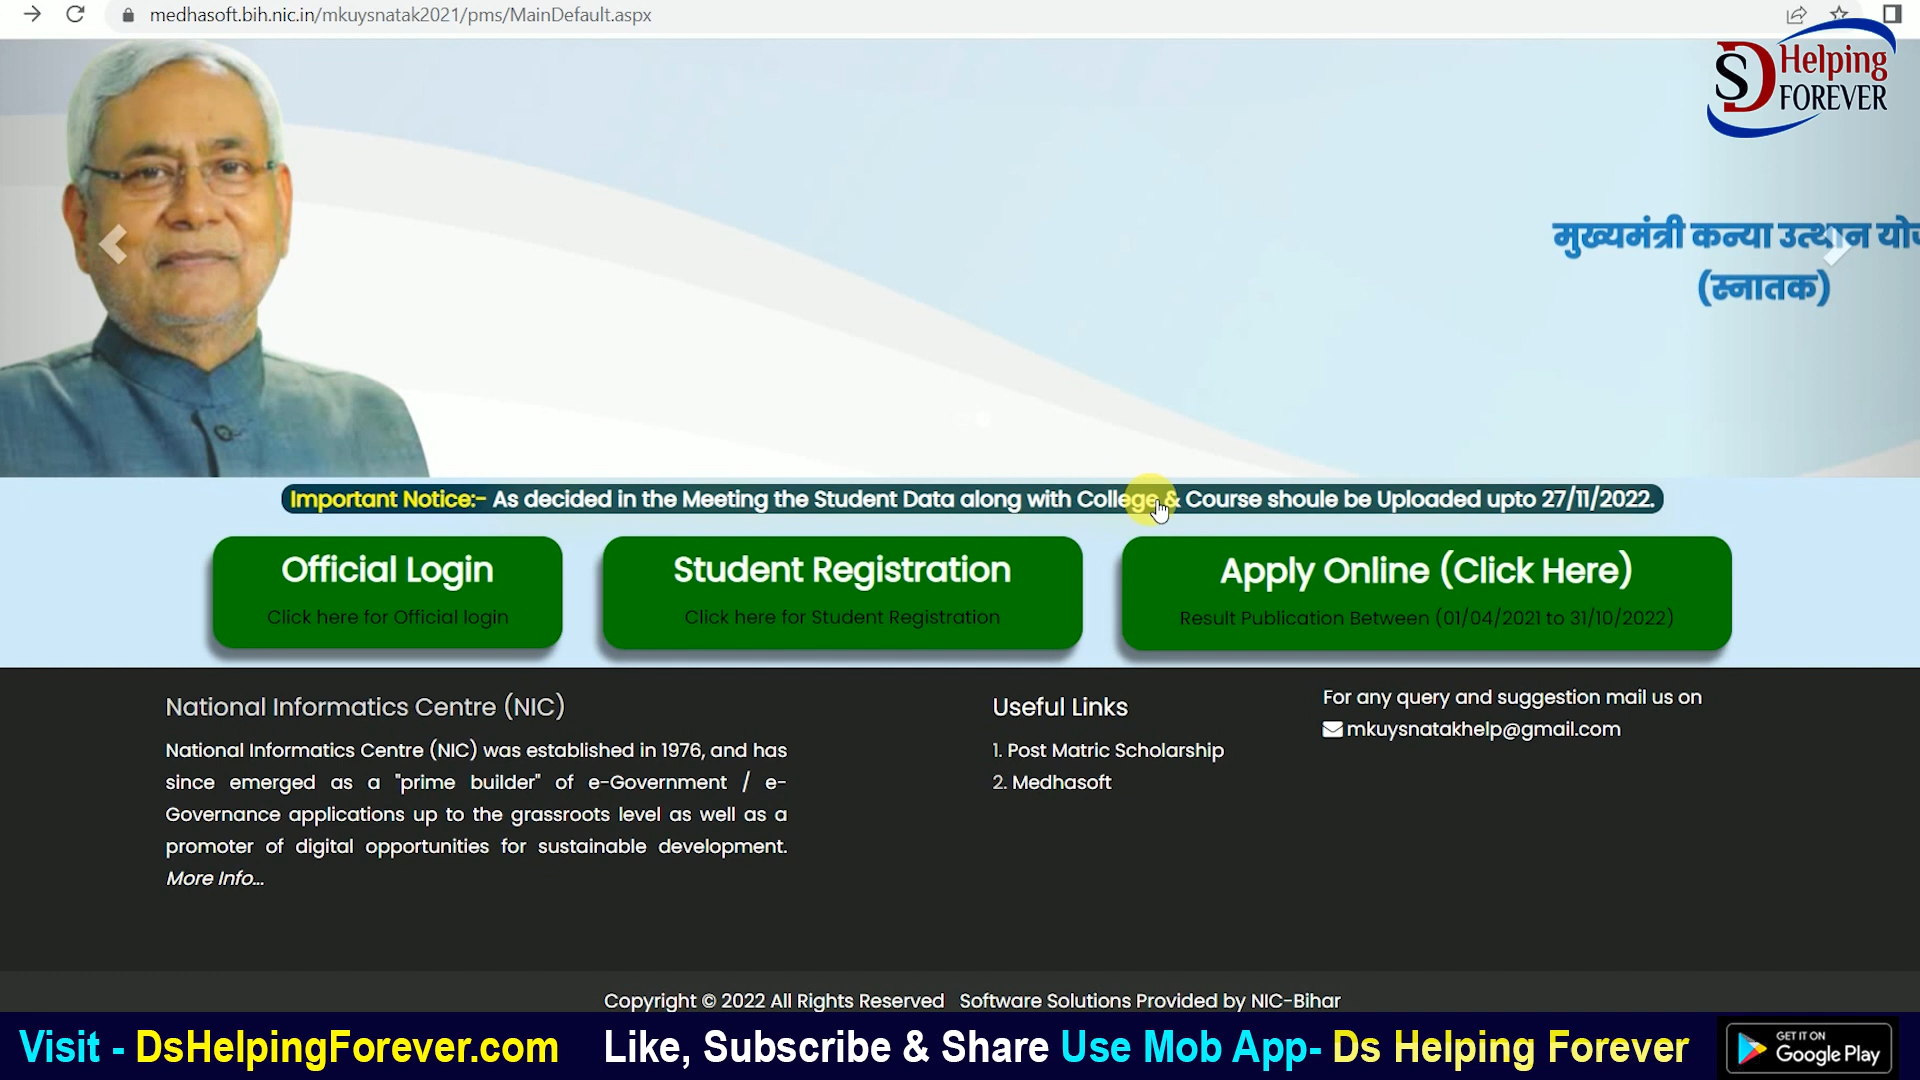 medhasoft.bih.nic.in/mkuysnatak2021/pms/MainDefault.aspx
SD Helping
FOREVER
मुख्यमंत्री कन्या उत्थान
(स्नातक)
Important Notice:- As decided in the Meeting the Student Data along with College & Course shoule be Uploaded upto 27/11/2022.
Official Login
Click here for Official login
Student Registration
Click here for Student Registration
Apply Online (Click Here)
Result Publication Between (01/04/2021 to 31/10/2022)
National Informatics Centre (NIC)
National Informatics Centre (NIC) was established in 1976, and has
since emerged as a "prime builder" of e-Government / e-
Governance applications up to the grassroots level as well as a
promoter of digital opportunities for sustainable development.
More Info...
Useful Links
1. Post Matric Scholarship
2. Medhasoft
For any query and suggestion mail us on
mkuysnatakhelp@gmail.com
Copyright © 2022 All Rights Reserved Software Solutions Provided by NIC-Bihar
Visit - DsHelpingForever.com Like, Subscribe & Share Use Mob App- Ds Helping Forever
GET IT ON
Google Play